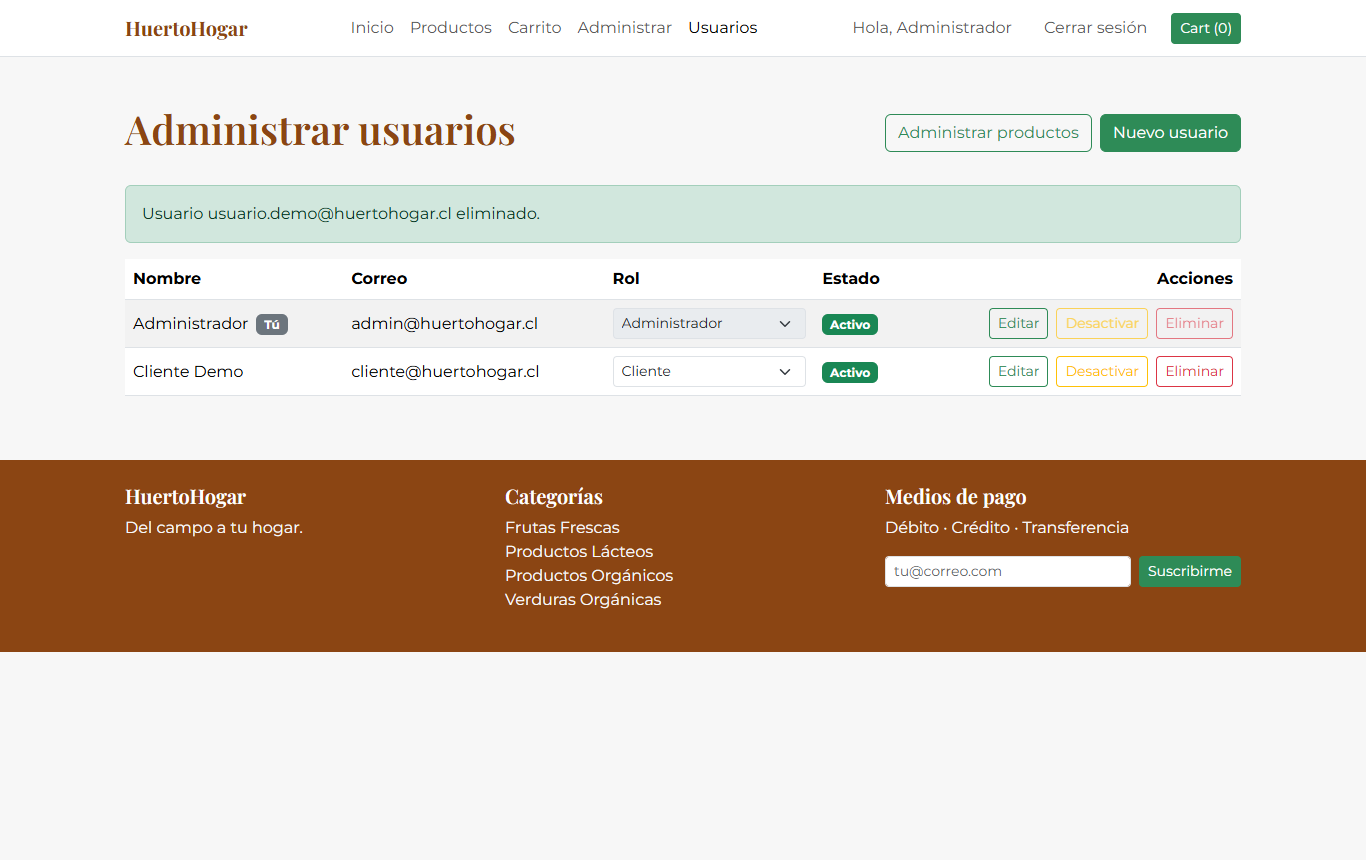 HuertoHogar Inicio Productos Carrito Administrar Usuarios Hola, Administrador Cerrar sesión Cart (0)
Administrar usuarios Administrar productos Nuevo usuario
Usuario usuario.demo@huertohogar.cl eliminado.
Nombre Correo Rol Estado Acciones
Administrador Tú admin@huertohogar.cl Administrador Activo Editar Desactivar Eliminar
Cliente Demo cliente@huertohogar.cl Cliente Activo Editar Desactivar Eliminar
HuertoHogar
Del campo a tu hogar.
Categorías
Frutas Frescas
Productos Lácteos
Productos Orgánicos
Verduras Orgánicas
Medios de pago
Débito · Crédito · Transferencia
tu@correo.com Suscribirme